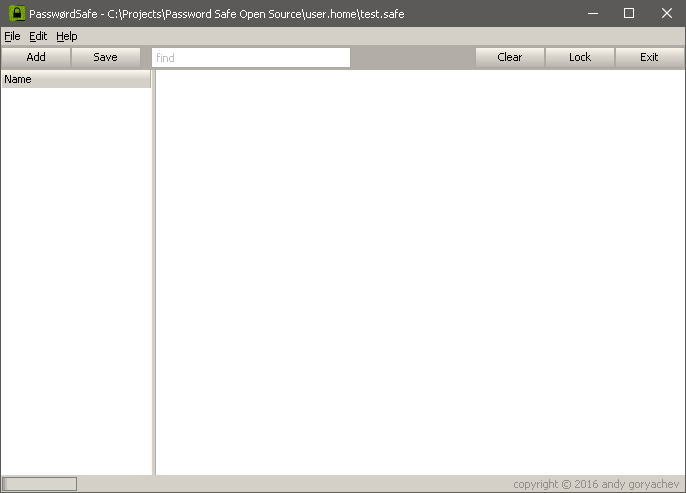 PasswørdSafe - C:\Projects\Password Safe Open Source\user.home\test.safe
File Edit Help
Add Save find Clear Lock Exit
Name
copyright © 2016 andy goryachev